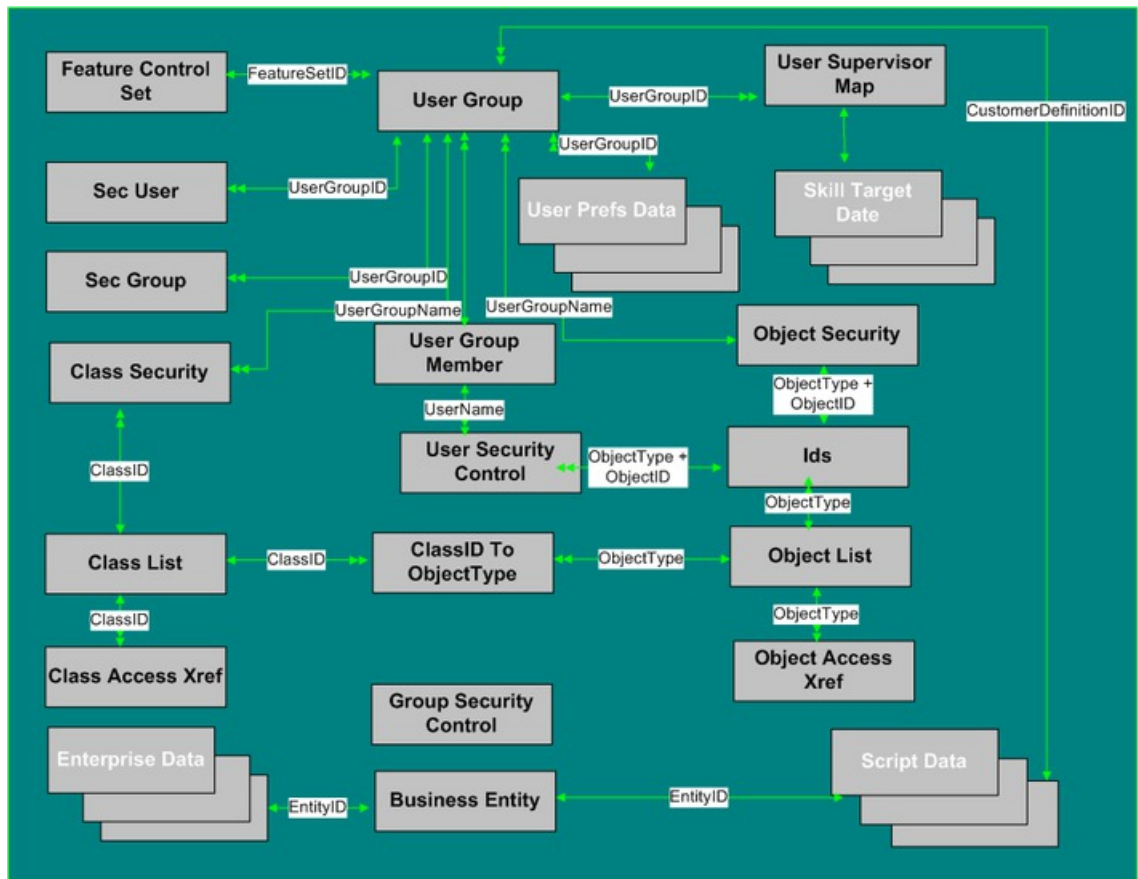 Feature Control
Set
FeatureSetID
User Group
UserGroupID
User Supervisor
Map
CustomerDefinitionID
UserGroupID
Sec User
UserGroupID
User Prefs Data
Skill Target
Date
Sec Group
UserGroupID
UserGroupName
UserGroupName
Class Security
User Group
Member
Object Security
ObjectType +
ObjectID
UserName
ClassID
User Security
Control
ObjectType +
ObjectID
Ids
ObjectType
Class List
ClassID
ClassID To
ObjectType
ObjectType
Object List
ClassID
ObjectType
Class Access Xref
Object Access
Xref
Group Security
Control
Enterprise Data
Script Data
EntityID
Business Entity
EntityID